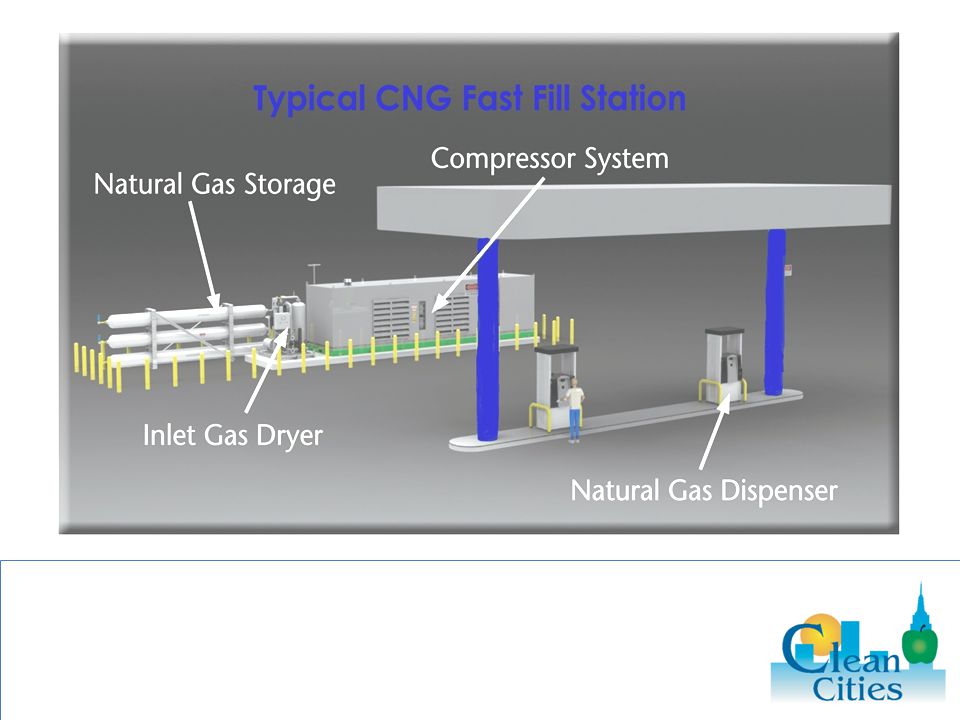 Typical CNG Fast Fill Station
Compressor System
Natural Gas Storage
Inlet Gas Dryer
Natural Gas Dispenser
Clean
Cities